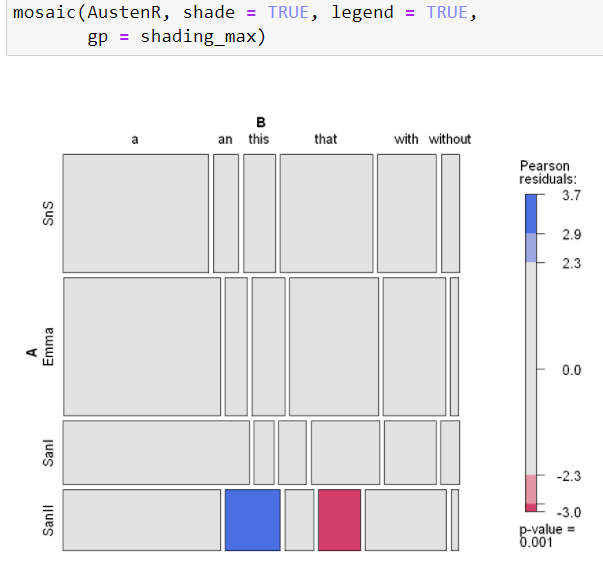 mosaic(AustenR, shade = TRUE, legend = TRUE,
gp = shading_max)
B
a an this that with without
A
SnS
Emma
SanI
SanII
Pearson
residuals:
3.7
2.9
2.3
0.0
-2.3
-3.0
p-value =
0.001